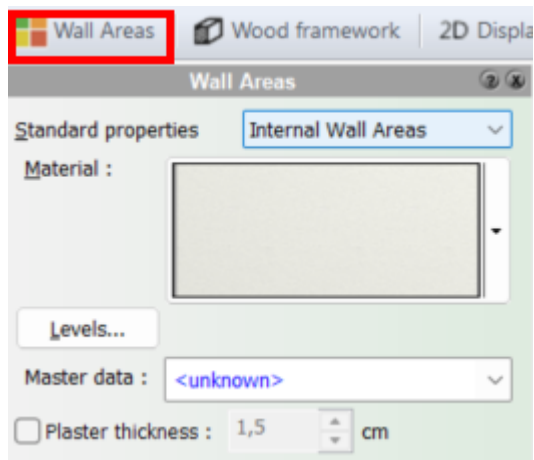 Wall Areas Wood framework 2D Displa
Wall Areas
Standard properties Internal Wall Areas
Material :
Levels...
Master data : <unknown>
Plaster thickness : 1,5 cm